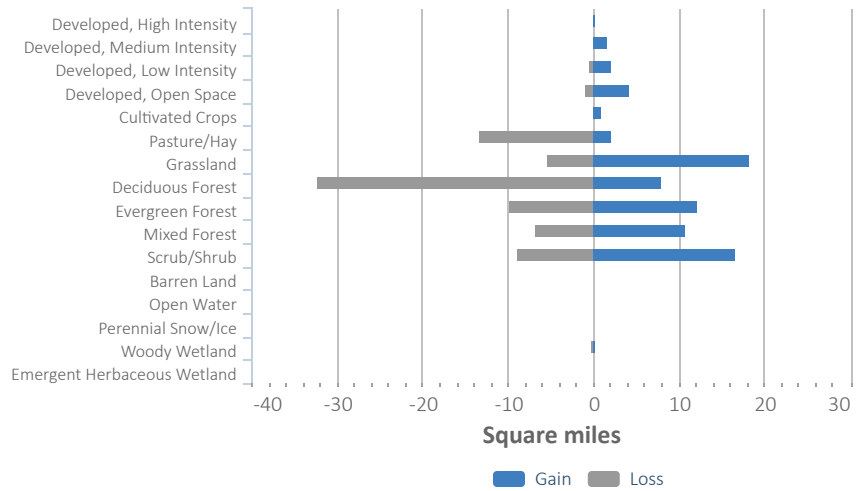 Developed, High Intensity
Developed, Medium Intensity
Developed, Low Intensity
Developed, Open Space
Cultivated Crops
Pasture/Hay
Grassland
Deciduous Forest
Evergreen Forest
Mixed Forest
Scrub/Shrub
Barren Land
Open Water
Perennial Snow/Ice
Woody Wetland
Emergent Herbaceous Wetland
-40 -30 -20 -10 0 10 20 30
Square miles
Gain Loss